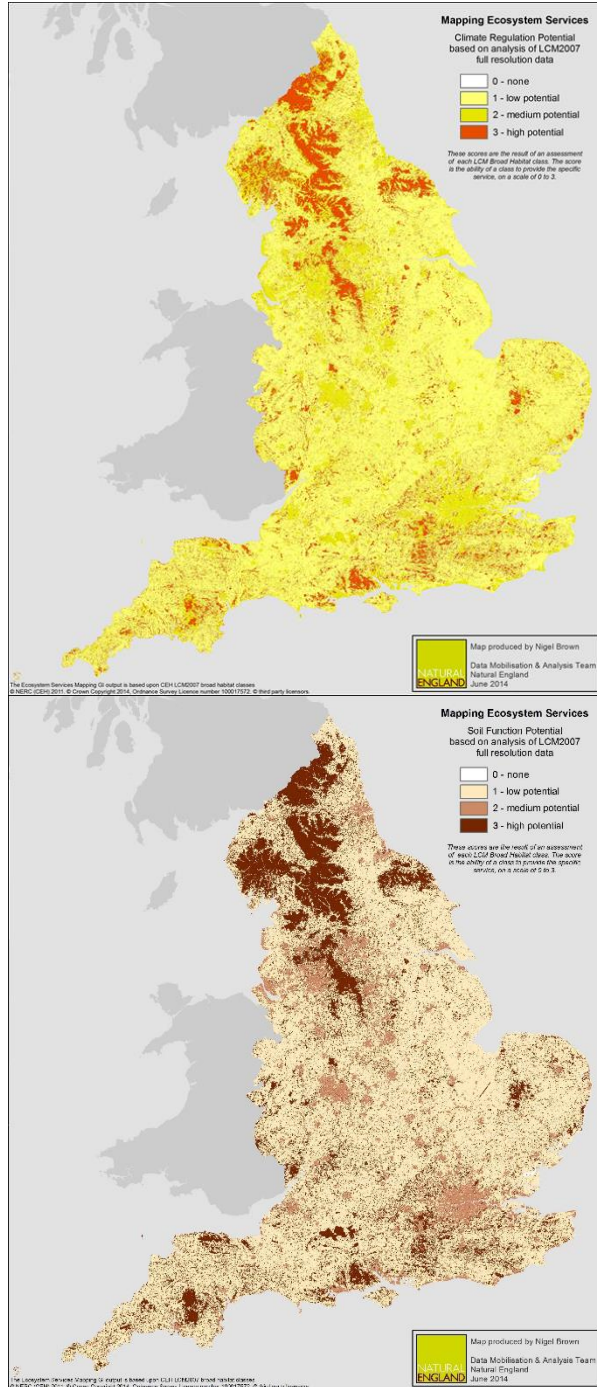 Mapping Ecosystem Services
Climate Regulation Potential
based on analysis of LCM2007
full resolution data
0 - none
1 - low potential
2 - medium potential
3 - high potential
These scores are the result of an assessment
of each LCM Broad Habitat class. The score
is the ability of a class to provide the specific
service, on a scale of 0 to 3.
NATURAL
ENGLAND
Map produced by Nigel Brown
Data Mobilisation & Analysis Team
Natural England
June 2014
The Ecosystem Services Mapping GI output is based upon CEH LCM2007 broad habitat classes
© NERC (CEH) 2011. © Crown Copyright 2014, Ordnance Survey Licence number 100017572. © third party licensors.
Mapping Ecosystem Services
Soil Function Potential
based on analysis of LCM2007
full resolution data
0 - none
1 - low potential
2 - medium potential
3 - high potential
These scores are the result of an assessment
of each LCM Broad Habitat class. The score
is the ability of a class to provide the specific
service, on a scale of 0 to 3.
NATURAL
ENGLAND
Map produced by Nigel Brown
Data Mobilisation & Analysis Team
Natural England
June 2014
The Ecosystem Services Mapping GI output is based upon CEH LCM2007 broad habitat classes